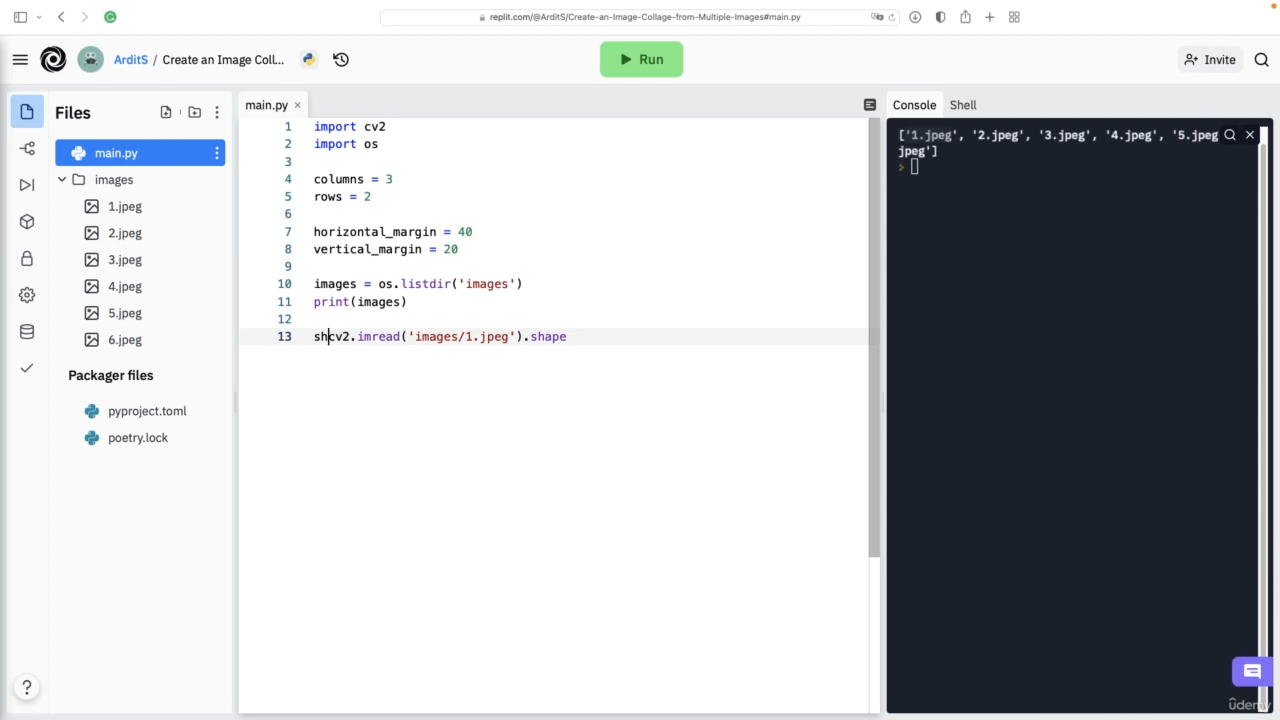 replit.com/@ArditS/Create-an-Image-Collage-from-Multiple-Images#main.py
ArditS / Create an Image Coll...
Run
Invite
Files
main.py
images
1.jpeg
2.jpeg
3.jpeg
4.jpeg
5.jpeg
6.jpeg
Packager files
pyproject.toml
poetry.lock
?
main.py ×
1 import cv2
2 import os
3
4 columns = 3
5 rows = 2
6
7 horizontal_margin = 40
8 vertical_margin = 20
9
10 images = os.listdir('images')
11 print(images)
12
13 shcv2.imread('images/1.jpeg').shape
Console Shell
['1.jpeg', '2.jpeg', '3.jpeg', '4.jpeg', '5.jpeg
jpeg']
>
udemy